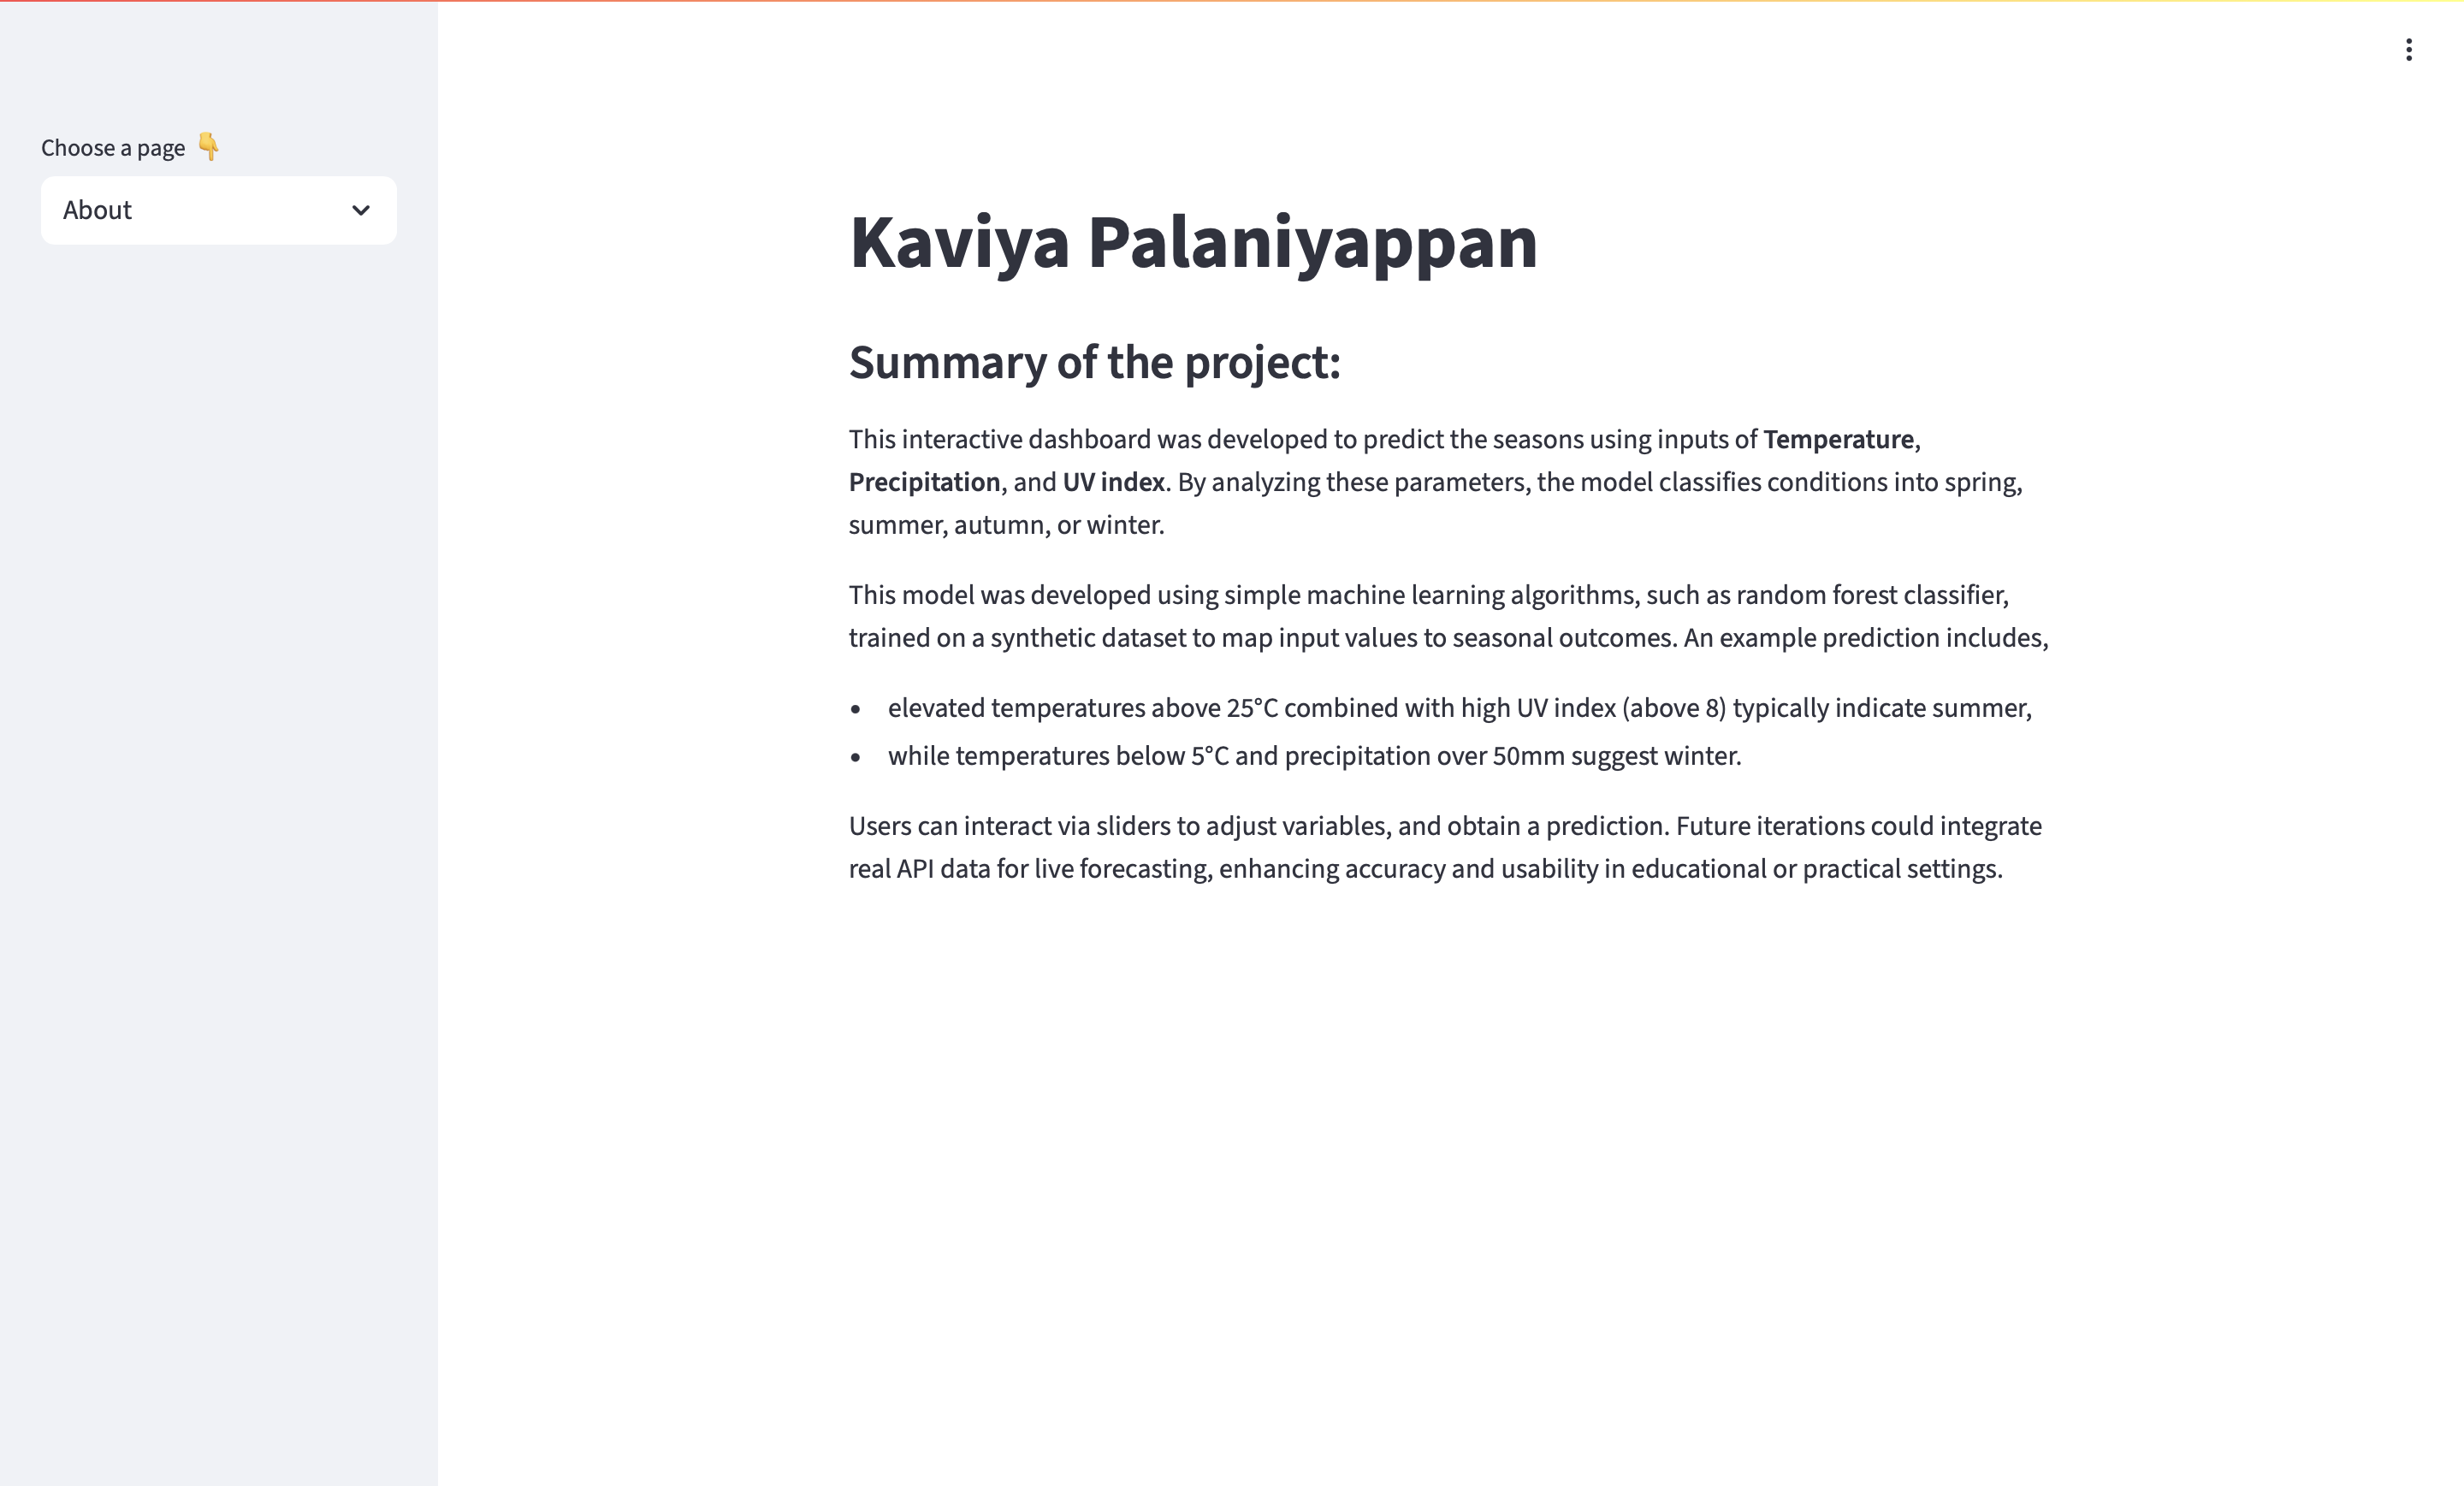 Choose a page 👇
About
Kaviya Palaniyappan
Summary of the project:
This interactive dashboard was developed to predict the seasons using inputs of Temperature,
Precipitation, and UV index. By analyzing these parameters, the model classifies conditions into spring,
summer, autumn, or winter.
This model was developed using simple machine learning algorithms, such as random forest classifier,
trained on a synthetic dataset to map input values to seasonal outcomes. An example prediction includes,
• elevated temperatures above 25°C combined with high UV index (above 8) typically indicate summer,
• while temperatures below 5°C and precipitation over 50mm suggest winter.
Users can interact via sliders to adjust variables, and obtain a prediction. Future iterations could integrate
real API data for live forecasting, enhancing accuracy and usability in educational or practical settings.